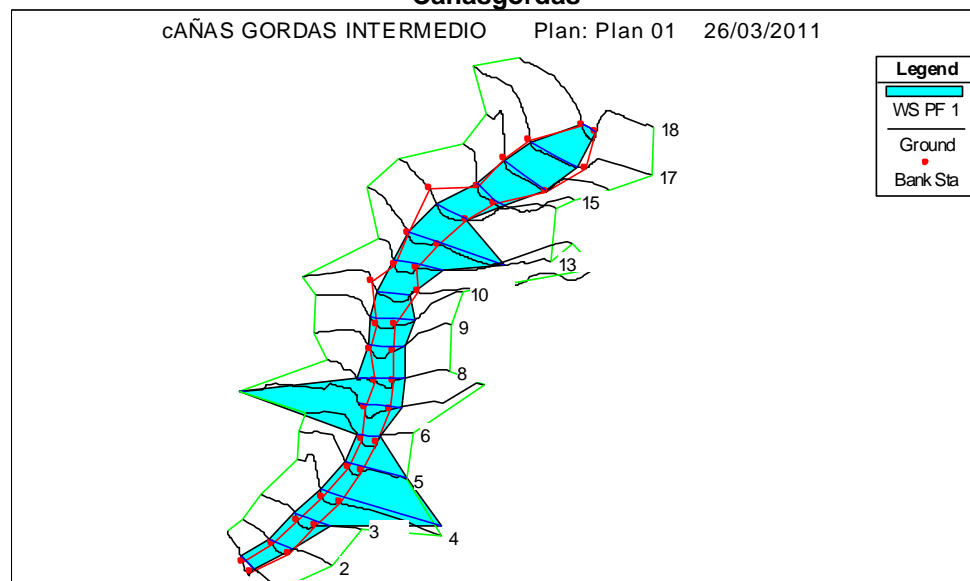 Cañasgordas
cAÑAS GORDAS INTERMEDIO Plan: Plan 01 26/03/2011
Legend
WS PF 1
Ground
Bank Sta
18
17
15
13
10
9
8
6
5
4
3
2